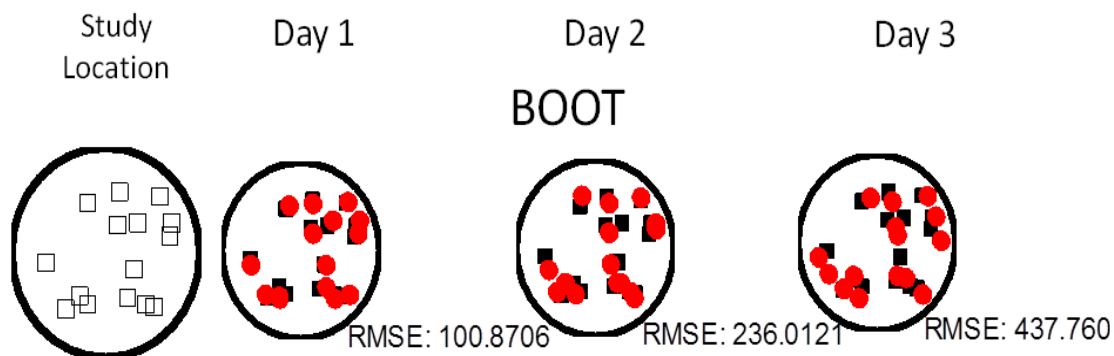 Study
Location
Day 1
Day 2
Day 3
BOOT
RMSE: 100.8706
RMSE: 236.0121
RMSE: 437.760